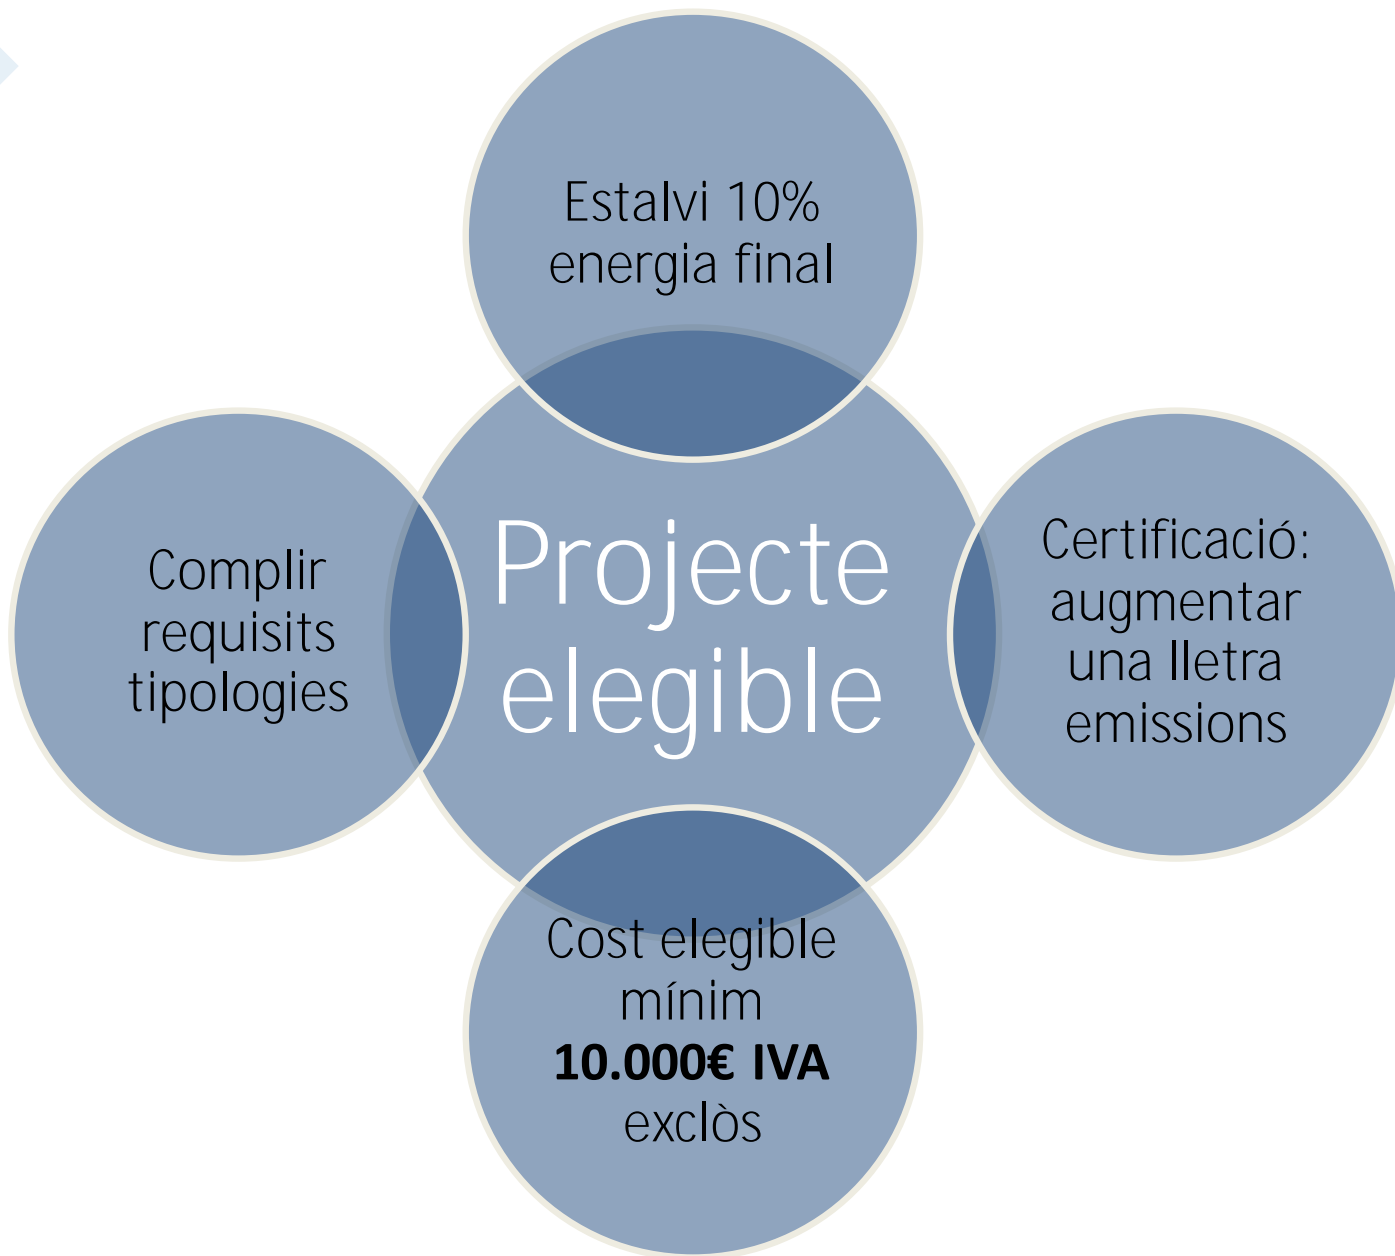 Estalvi 10%
energia final
Complir
requisits
tipologies
Projecte
elegible
Certificació:
augmentar
una lletra
emissions
Cost elegible
mínim
10.000€ IVA
exclòs